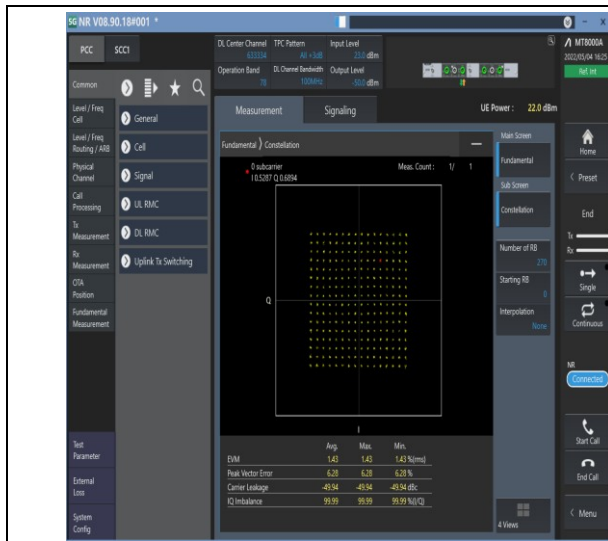 5G NR V08.90.18#001 *
PCC SCC1
DL Center Channel TPC Pattern Input Level
633334 All +3dB 23.0 dBm
Operation Band DL Channel Bandwidth Output Level
78 100MHz -50.0 dBm
MT8000A
2022/05/04 16:25
Ref. Int
Common
Level / Freq
Cell
Level / Freq
Routing / ARB
Physical
Channel
Call
Processing
Tx
Measurement
Rx
Measurement
OTA
Position
Fundamental
Measurement
Test
Parameter
External
Loss
System
Config
General
Cell
Signal
UL RMC
DL RMC
Uplink Tx Switching
Measurement Signaling UE Power : 22.0 dBm
Fundamental Constellation
0 subcarrier Meas. Count : 1/ 1
I 0.5287 Q 0.6894
Q
I
Avg. Max. Min.
EVM 1.43 1.43 1.43 %(rms)
Peak Vector Error 6.28 6.28 6.28 %
Carrier Leakage -49.94 -49.94 -49.94 dBc
IQ Imbalance 99.99 99.99 99.99 %(I/Q)
Main Screen
Fundamental
Sub Screen
Constellation
Number of RB
270
Starting RB
0
Interpolation
None
4 Views
Home
Preset
End
Tx
Rx
Single
Continuous
NR
Connected
Start Call
End Call
Menu